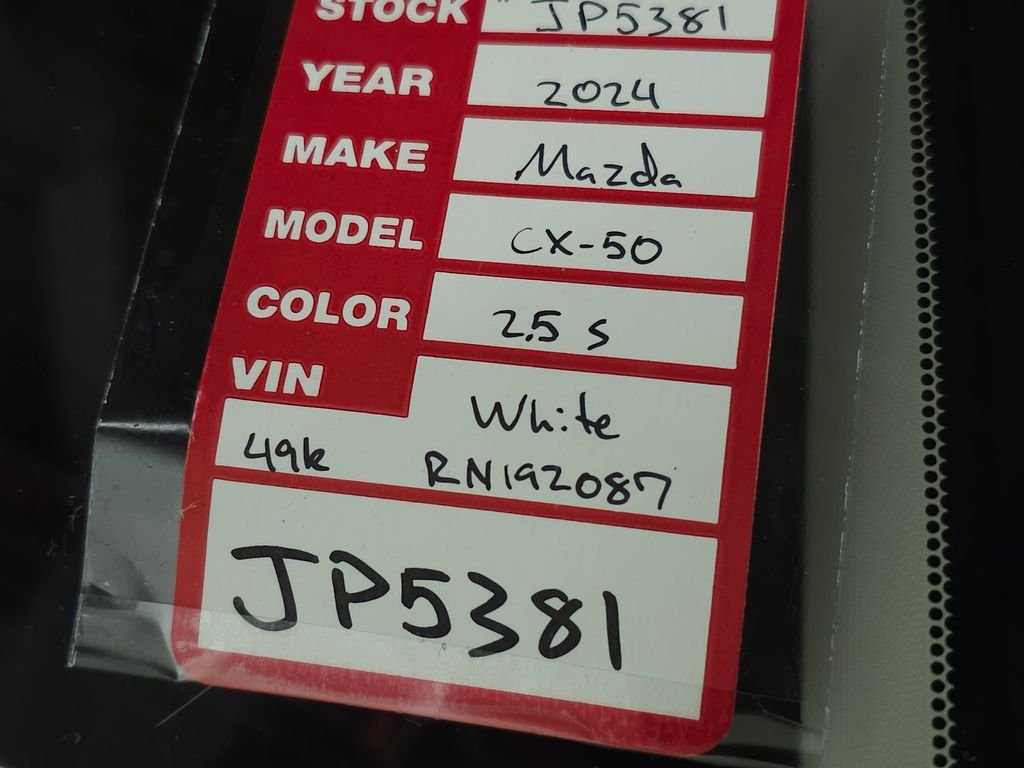 STOCK JP5381
YEAR 2024
MAKE Mazda
MODEL CX-50
COLOR 2.5 S
VIN White
49k RN192087
JP5381